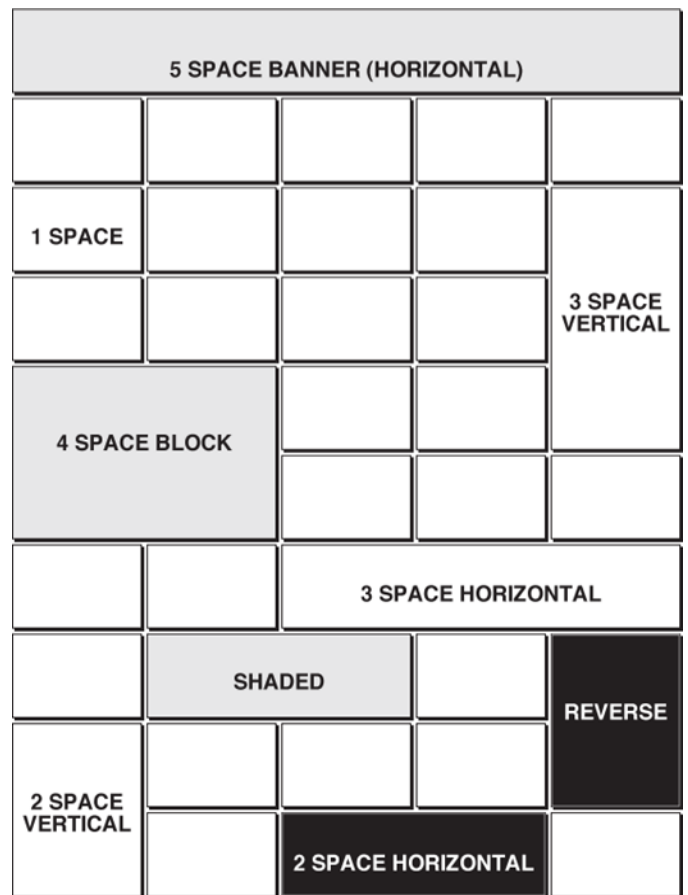 5 SPACE BANNER (HORIZONTAL)
1 SPACE
3 SPACE
VERTICAL
4 SPACE BLOCK
3 SPACE HORIZONTAL
SHADED
REVERSE
2 SPACE
VERTICAL
2 SPACE HORIZONTAL